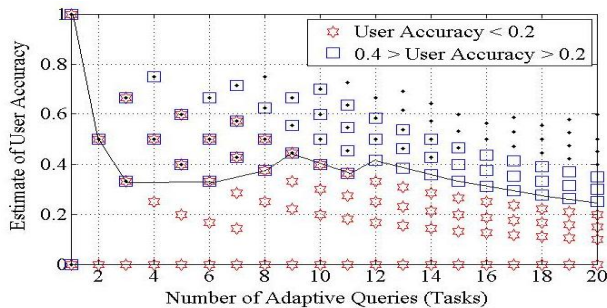 User Accuracy < 0.2
0.4 > User Accuracy > 0.2
Estimate of User Accuracy
1
0.8
0.6
0.4
0.2
0
2 4 6 8 10 12 14 16 18 20
Number of Adaptive Queries (Tasks)